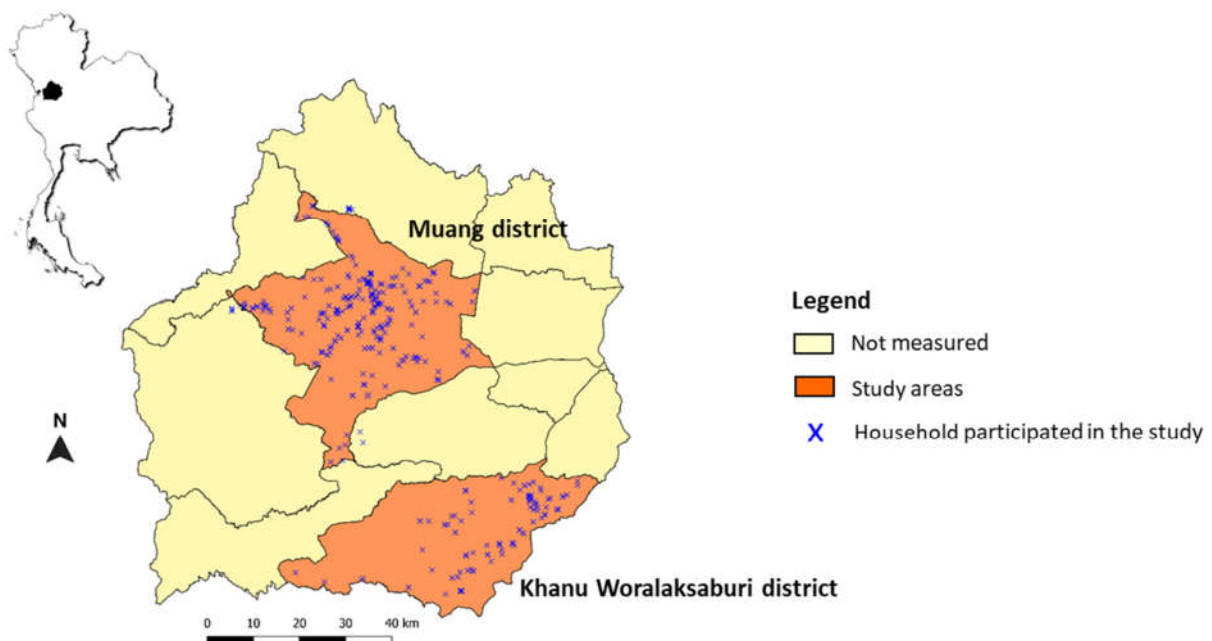 Muang district
Legend
Not measured
Study areas
N
X Household participated in the study
Khanu Woralaksaburi district
0 10 20 30 40 km